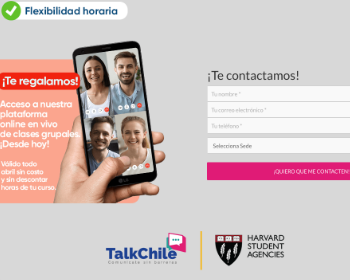 Flexibilidad horaria
¡Te regalamos!
Acceso a nuestra
plataforma
online en vivo
de clases grupales.
¡Desde hoy!
Válido todo
abril sin costo
y sin descontar
horas de tu curso.
¡Te contactamos!
Tu nombre *
Tu correo electrónico *
Tu teléfono *
Selecciona Sede
¡QUIERO QUE ME CONTACTEN!
TalkChile
Comunícate sin barreras
HARVARD
STUDENT
AGENCIES